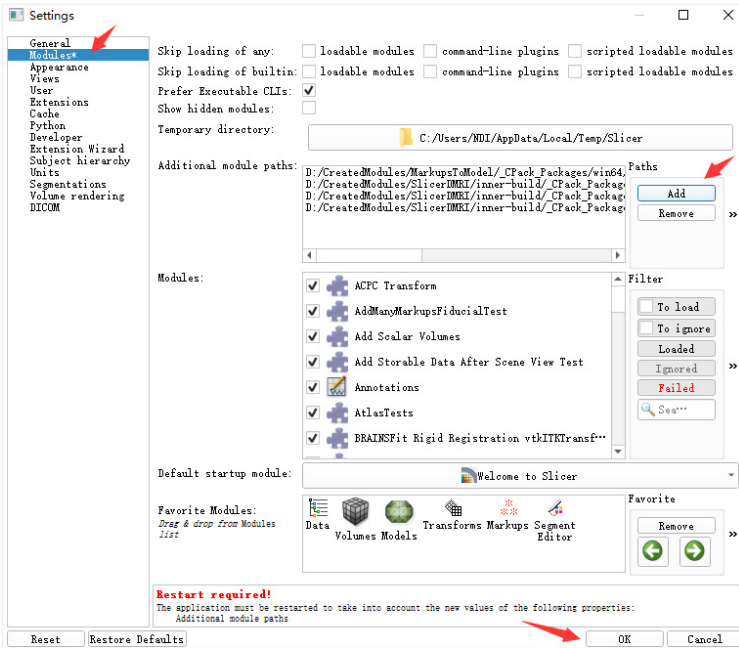 Settings
General
Modules*
Appearance
Views
User
Extensions
Cache
Python
Developer
Extension Wizard
Subject hierarchy
Units
Segmentations
Volume rendering
DICOM
Skip loading of any: loadable modules command-line plugins scripted loadable modules
Skip loading of builtin: loadable modules command-line plugins scripted loadable modules
Prefer Executable CLIs:
Show hidden modules:
Temporary directory: C:/Users/NDI/AppData/Local/Temp/Slicer
Additional module paths:
D:/CreatedModules/MarkupsToModel/_CPack_Packages/win64,
D:/CreatedModules/SlicerDMRI/inner-build/_CPack_Package
D:/CreatedModules/SlicerDMRI/inner-build/_CPack_Package
D:/CreatedModules/SlicerDMRI/inner-build/_CPack_Package
Paths
Add
Remove
»
Modules:
ACPC Transform
AddManyMarkupsFiducialTest
Add Scalar Volumes
Add Storable Data After Scene View Test
Annotations
AtlasTests
BRAINSFit Rigid Registration vtkITKTransf…
Filter
To load
To ignore
Loaded
Ignored
Failed
Sea…
»
Default startup module: Welcome to Slicer
Favorite Modules:
Drag & drop from Modules
list
Data Volumes Models Transforms Markups Segment
Editor
Favorite
Remove
»
Restart required!
The application must be restarted to take into account the new values of the following properties:
Additional module paths
Reset Restore Defaults OK Cancel